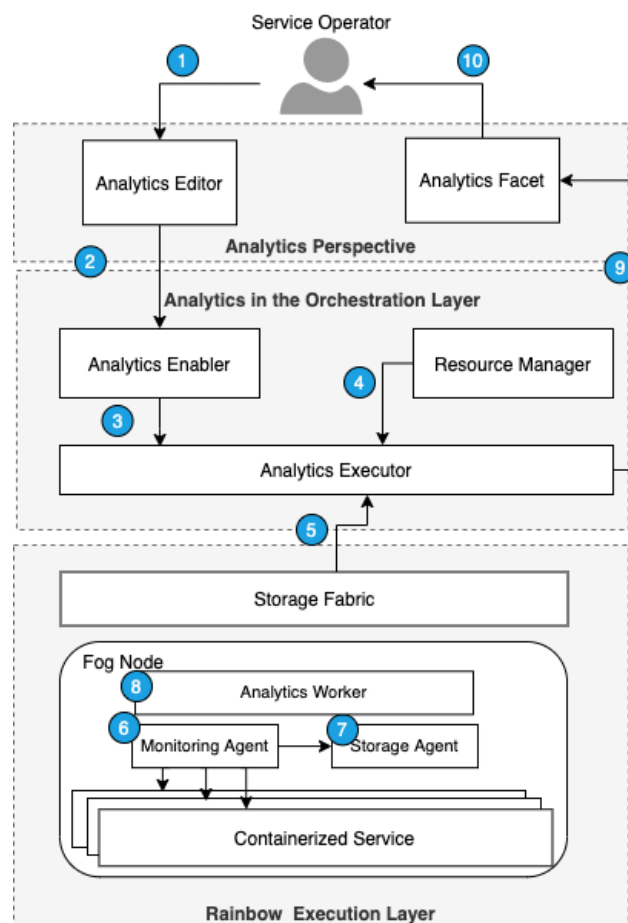 Service Operator
1
10
Analytics Editor
Analytics Facet
Analytics Perspective
2
9
Analytics in the Orchestration Layer
Analytics Enabler
4
Resource Manager
3
Analytics Executor
5
Storage Fabric
Fog Node
8
Analytics Worker
6
Monitoring Agent
7
Storage Agent
Containerized Service
Rainbow Execution Layer